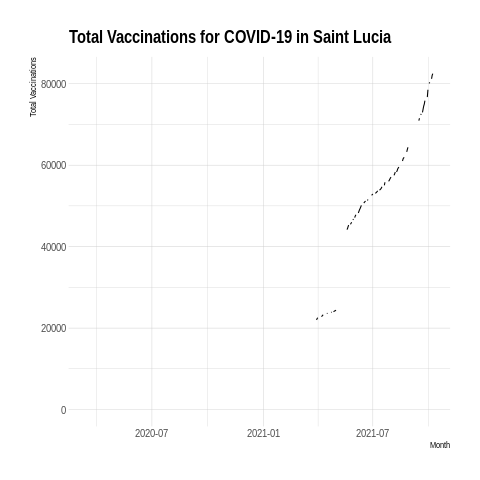 Total Vaccinations for COVID-19 in Saint Lucia
Total Vaccinations
80000
60000
40000
20000
0
2020-07
2021-01
2021-07
Month